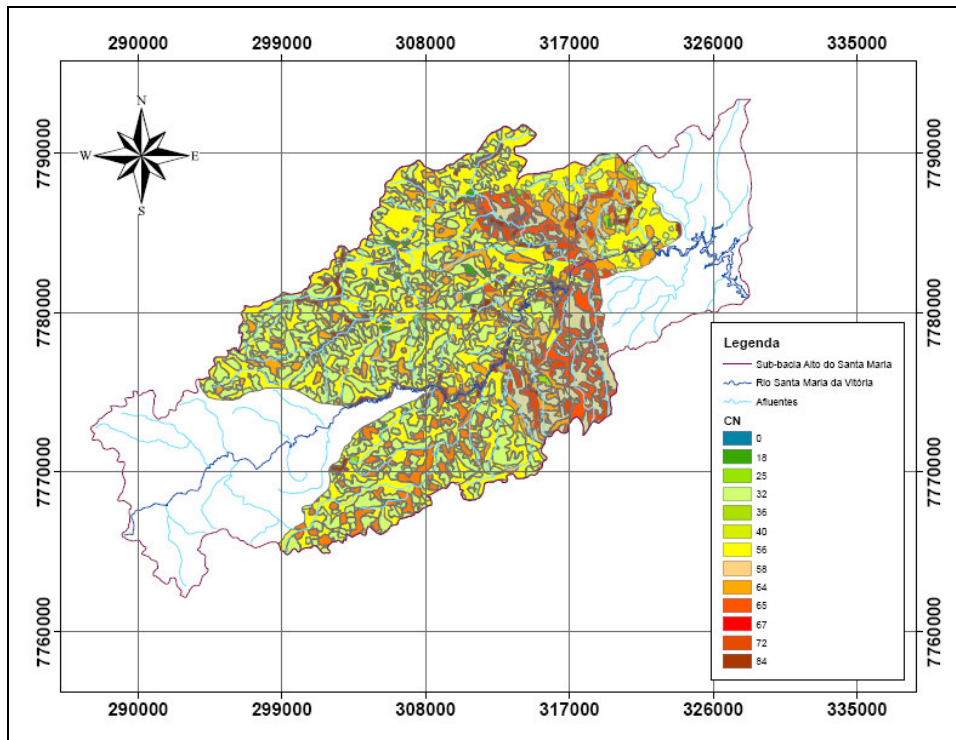 290000 299000 308000 317000 326000 335000
7790000 7790000
7780000 7780000
7770000 7770000
7760000 7760000
N
W E
S
Legenda
Sub-bacia Alto do Santa Maria
Rio Santa Maria da Vitória
Afluentes
CN
0
18
25
32
36
40
56
58
64
65
67
72
84
290000 299000 308000 317000 326000 335000